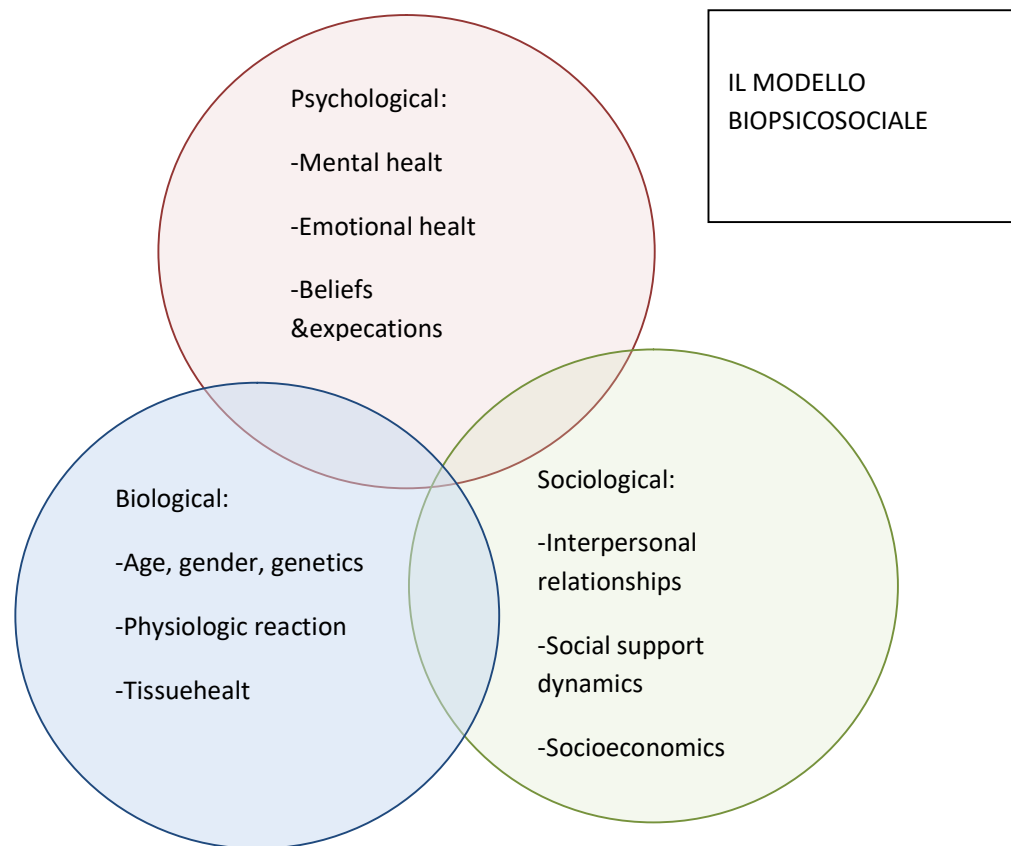 Psychological:
-Mental healt
-Emotional healt
-Beliefs
&expecations
IL MODELLO
BIOPSICOSOCIALE
Biological:
-Age, gender, genetics
-Physiologic reaction
-Tissuehealt
Sociological:
-Interpersonal
relationships
-Social support
dynamics
-Socioeconomics